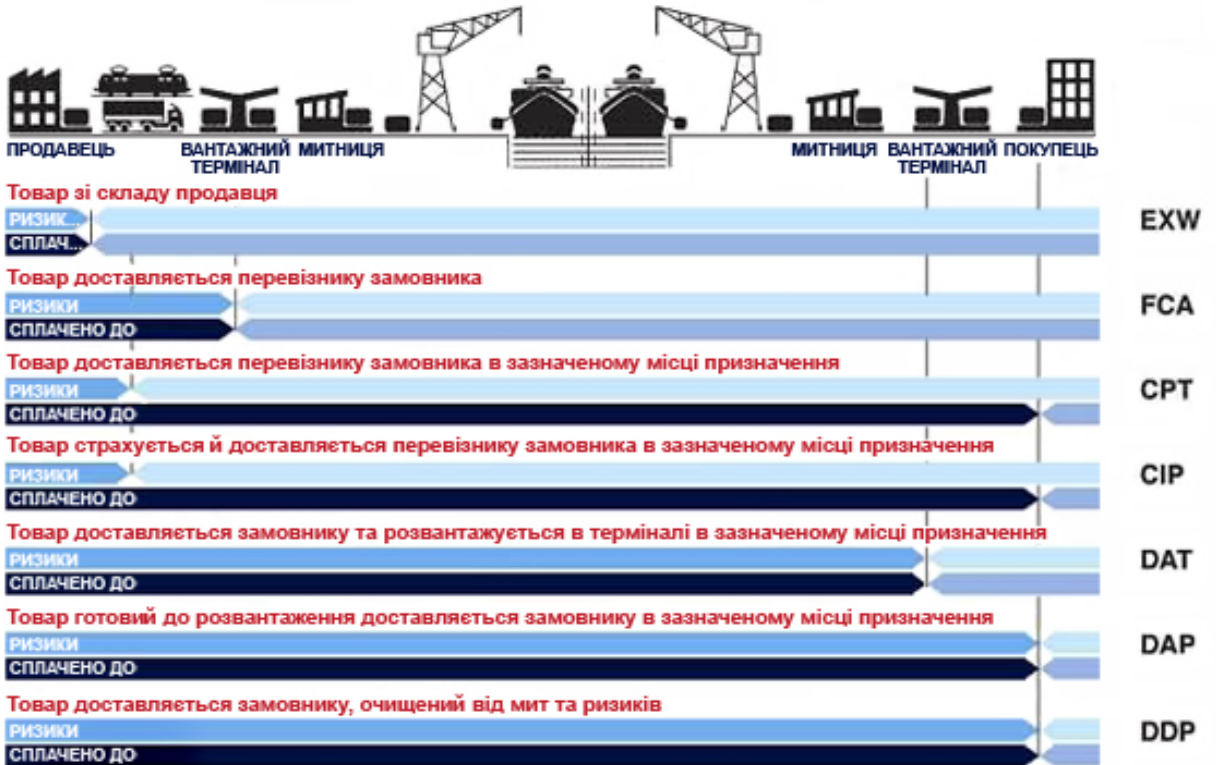 ПРОДАВЕЦЬ
ВАНТАЖНИЙ ТЕРМІНАЛ
МИТНИЦЯ
МИТНИЦЯ
ВАНТАЖНИЙ ТЕРМІНАЛ
ПОКУПЕЦЬ
Товар зі складу продавця
РИЗИК...
СПЛАЧ...
EXW
Товар доставляється перевізнику замовника
РИЗИКИ
СПЛАЧЕНО ДО
FCA
Товар доставляється перевізнику замовника в зазначеному місці призначення
РИЗИКИ
СПЛАЧЕНО ДО
CPT
Товар страхується й доставляється перевізнику замовника в зазначеному місці призначення
РИЗИКИ
СПЛАЧЕНО ДО
CIP
Товар доставляється замовнику та розвантажується в терміналі в зазначеному місці призначення
РИЗИКИ
СПЛАЧЕНО ДО
DAT
Товар готовий до розвантаження доставляється замовнику в зазначеному місці призначення
РИЗИКИ
СПЛАЧЕНО ДО
DAP
Товар доставляється замовнику, очищений від мит та ризиків
РИЗИКИ
СПЛАЧЕНО ДО
DDP